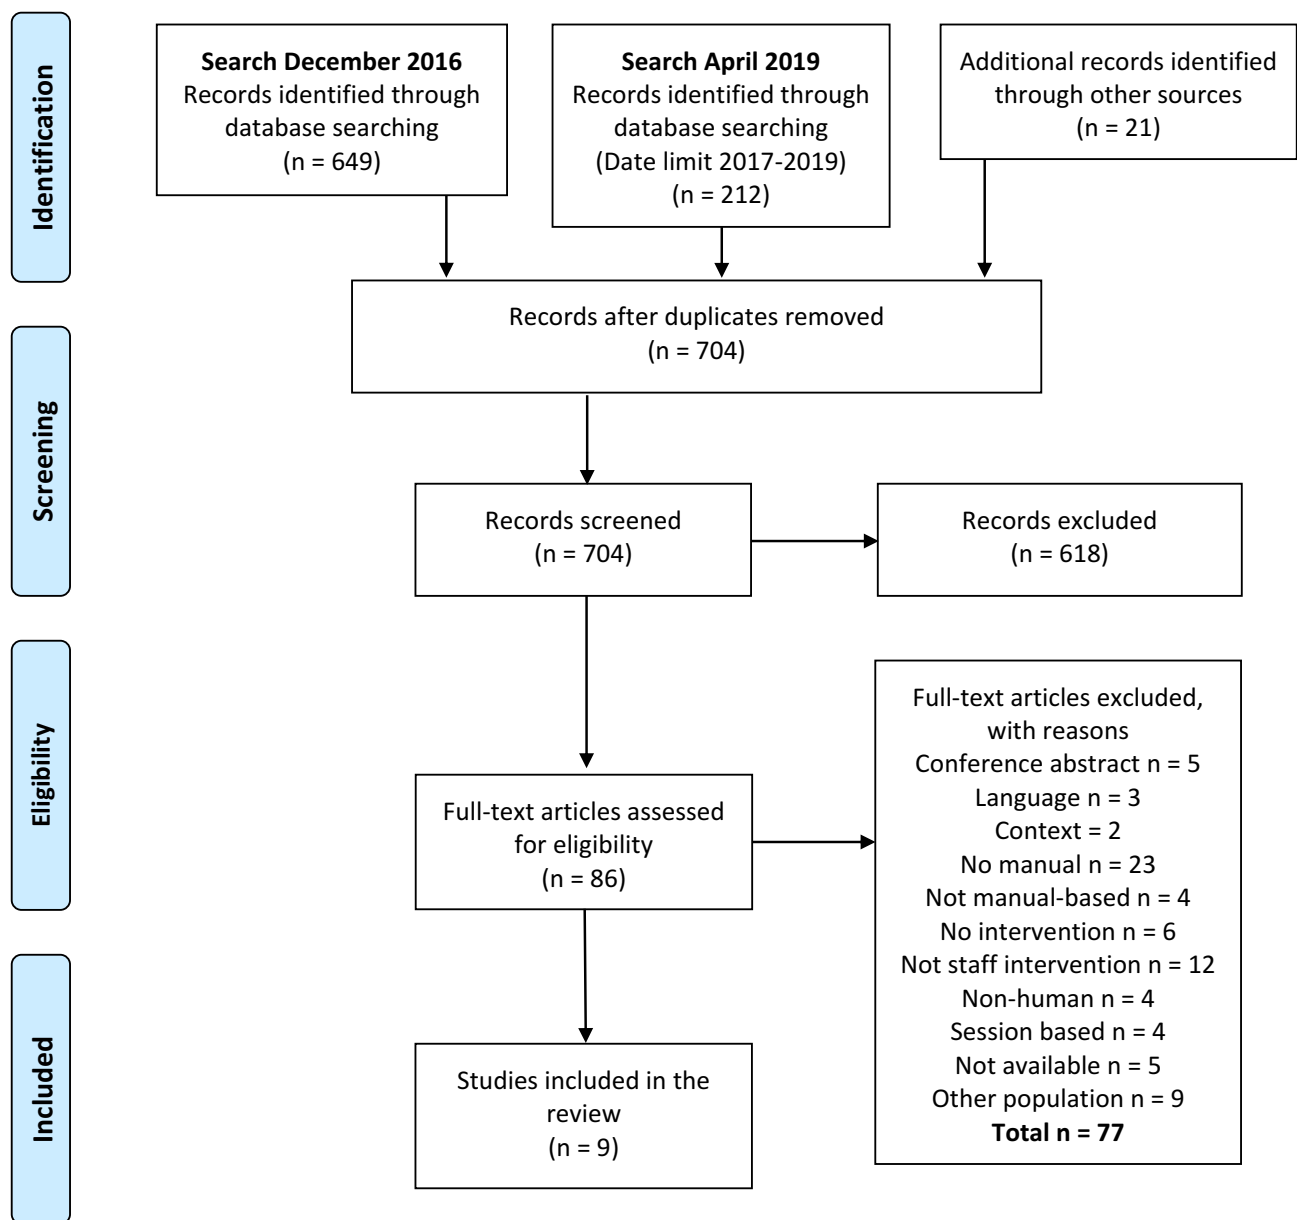 Identification
Search December 2016
Records identified through
database searching
(n = 649)
Search April 2019
Records identified through
database searching
(Date limit 2017-2019)
(n = 212)
Additional records identified
through other sources
(n = 21)
Records after duplicates removed
(n = 704)
Screening
Records screened
(n = 704)
Records excluded
(n = 618)
Eligibility
Full-text articles assessed
for eligibility
(n = 86)
Full-text articles excluded,
with reasons
Conference abstract n = 5
Language n = 3
Context = 2
No manual n = 23
Not manual-based n = 4
No intervention n = 6
Not staff intervention n = 12
Non-human n = 4
Session based n = 4
Not available n = 5
Other population n = 9
Total n = 77
Included
Studies included in the
review
(n = 9)